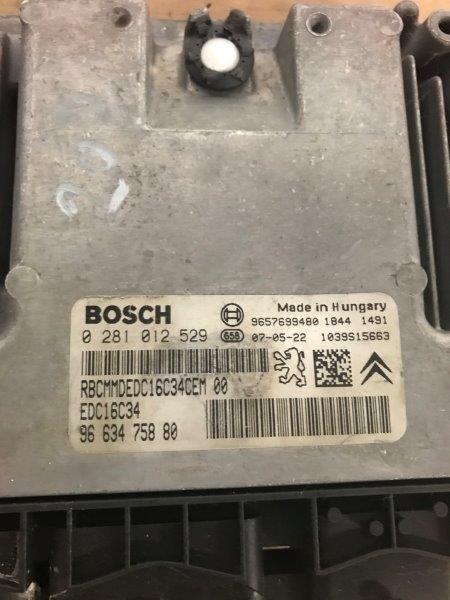 BOSCH
Made in Hungary
9657699480 1844 1491
0 281 012 529 658 07-05-22 1039S15663
RBCMMDEDC16C34CEM 00
EDC16C34
96 634 758 80